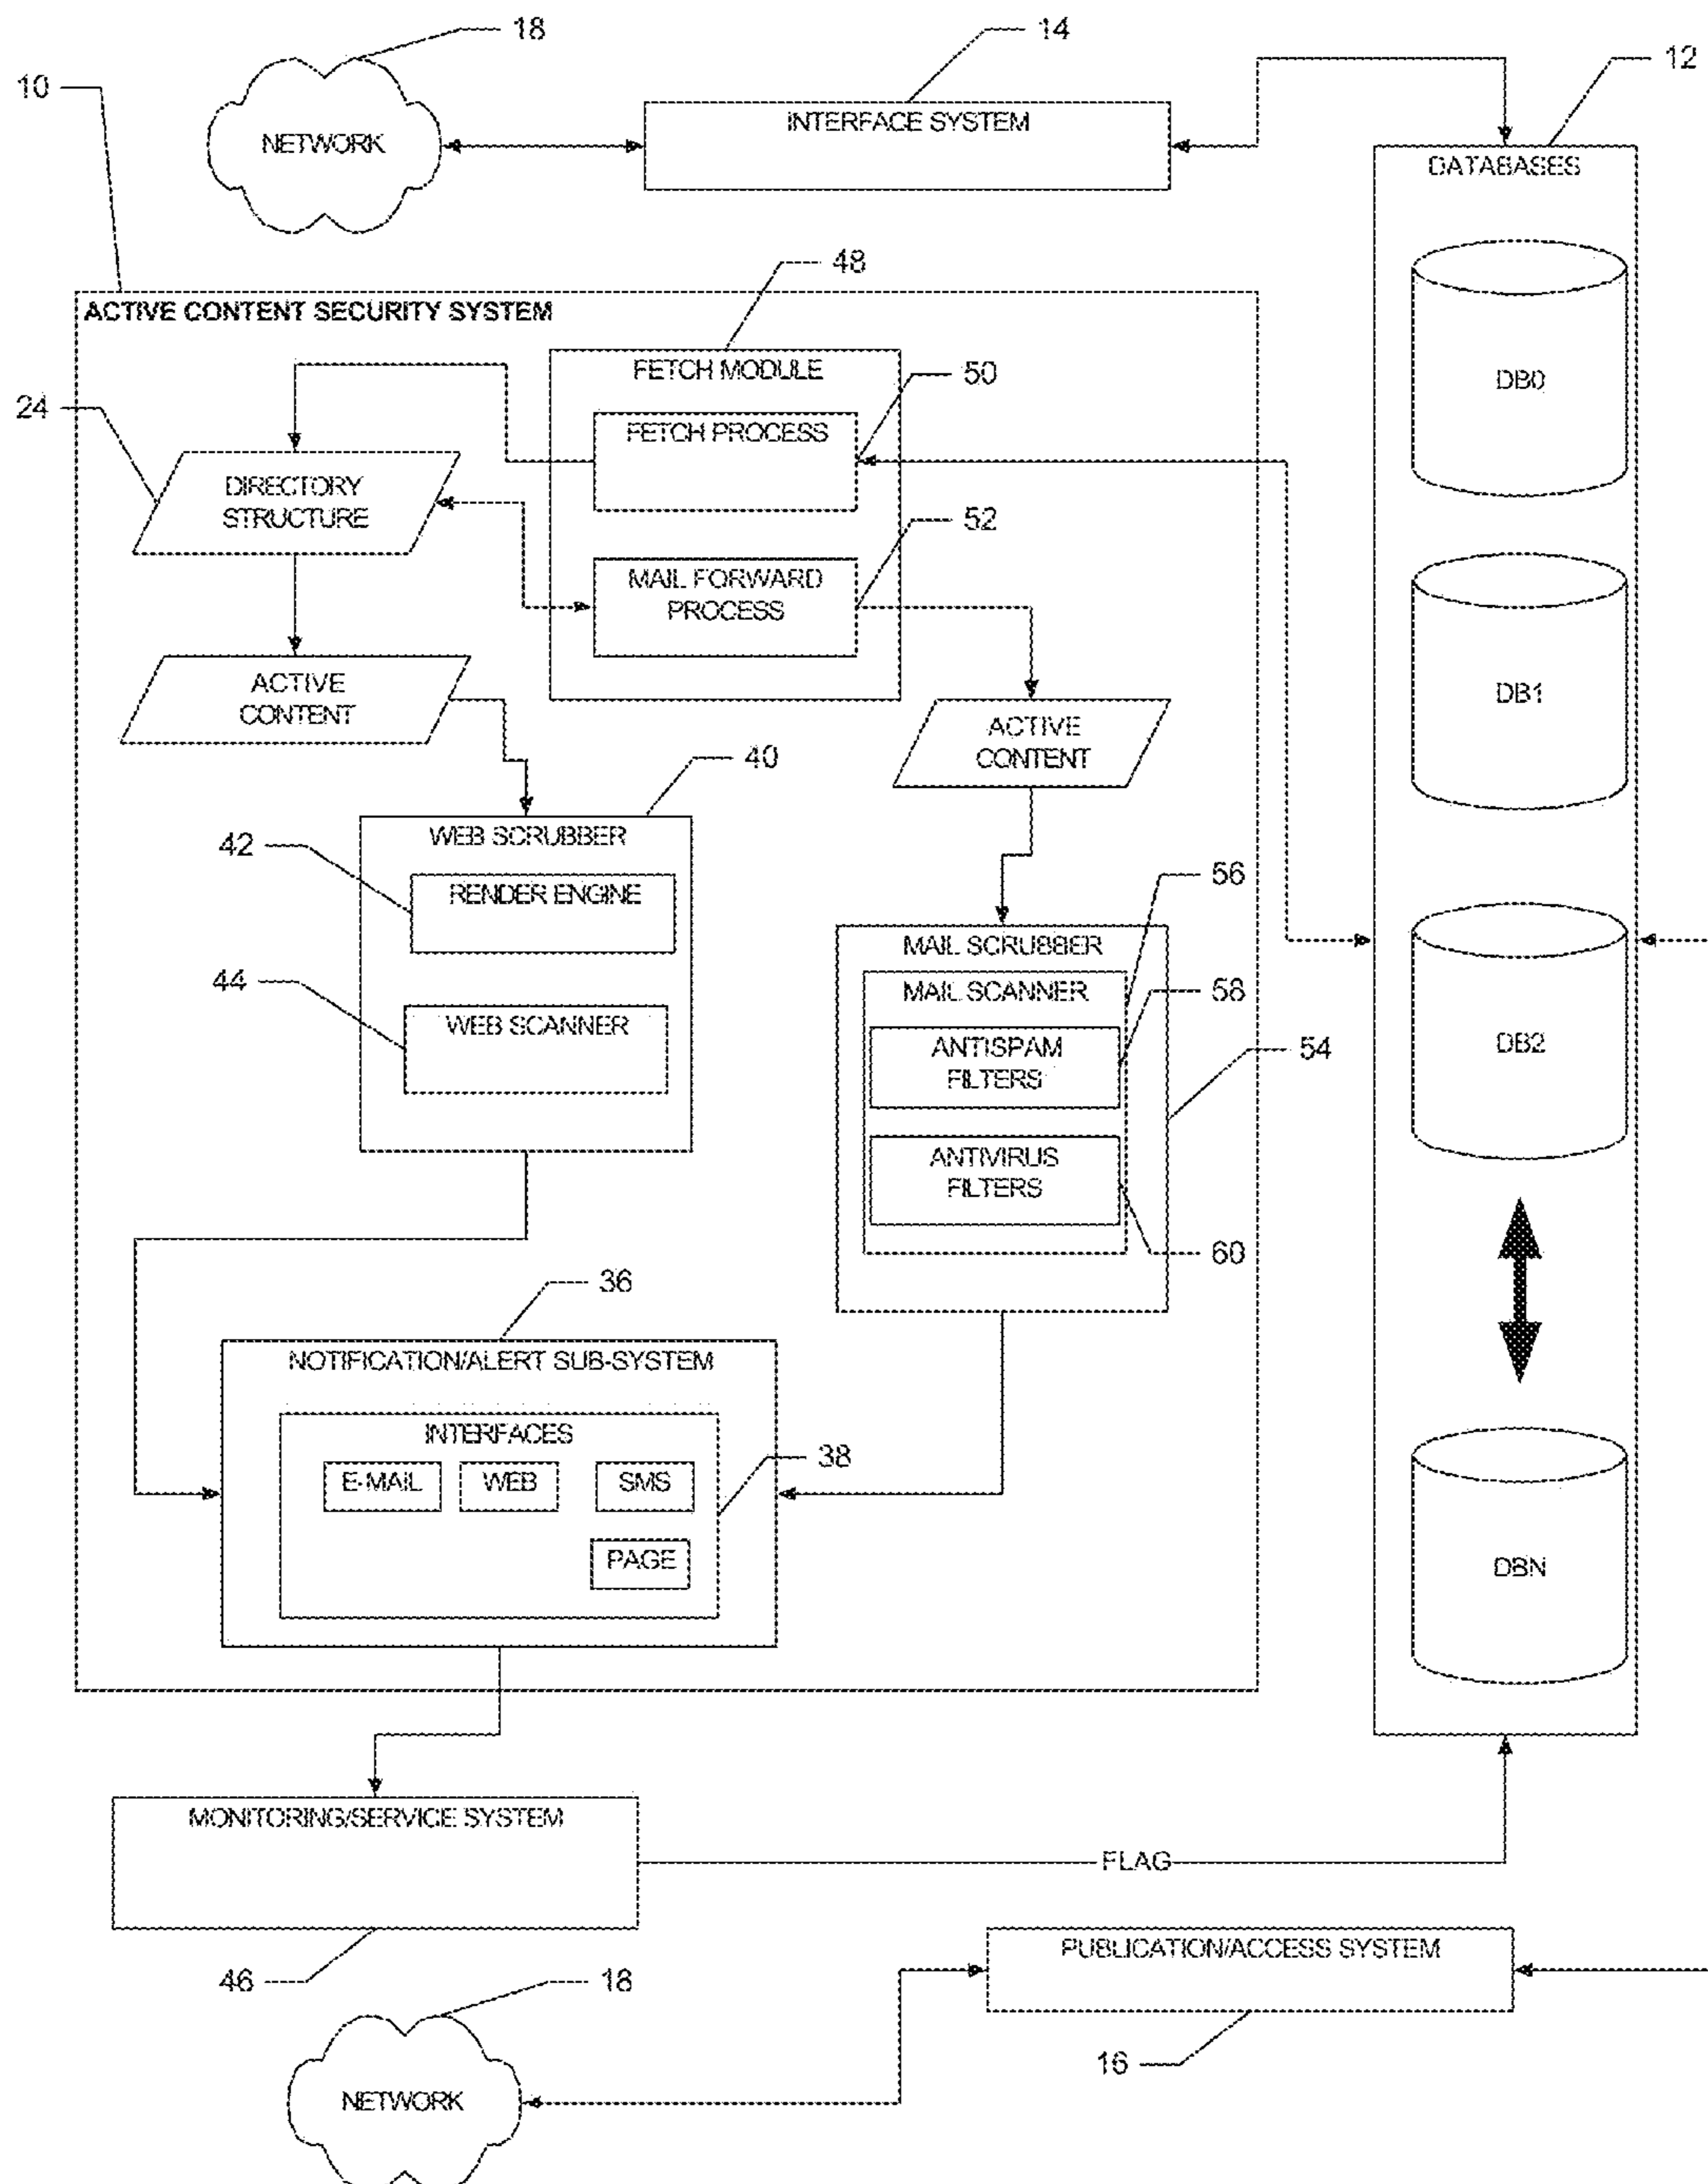 18
14
12
10
NETWORK
INTERFACE SYSTEM
DATABASES
48
ACTIVE CONTENT SECURITY SYSTEM
FETCH MODULE
50
DB0
24
FETCH PROCESS
DIRECTORY
STRUCTURE
52
MAIL FORWARD
PROCESS
ACTIVE
CONTENT
DB1
ACTIVE
CONTENT
40
WEB SCRUBBER
42
RENDER ENGINE
56
MAIL SCRUBBER
44
MAIL SCANNER
58
WEB SCANNER
ANTISPAM
FILTERS
54
DB2
ANTIVIRUS
FILTERS
60
36
NOTIFICATION/ALERT SUB-SYSTEM
INTERFACES
38
E-MAIL
WEB
SMS
PAGE
DBN
MONITORING/SERVICE SYSTEM
FLAG
PUBLICATION/ACCESS SYSTEM
46
18
16
NETWORK